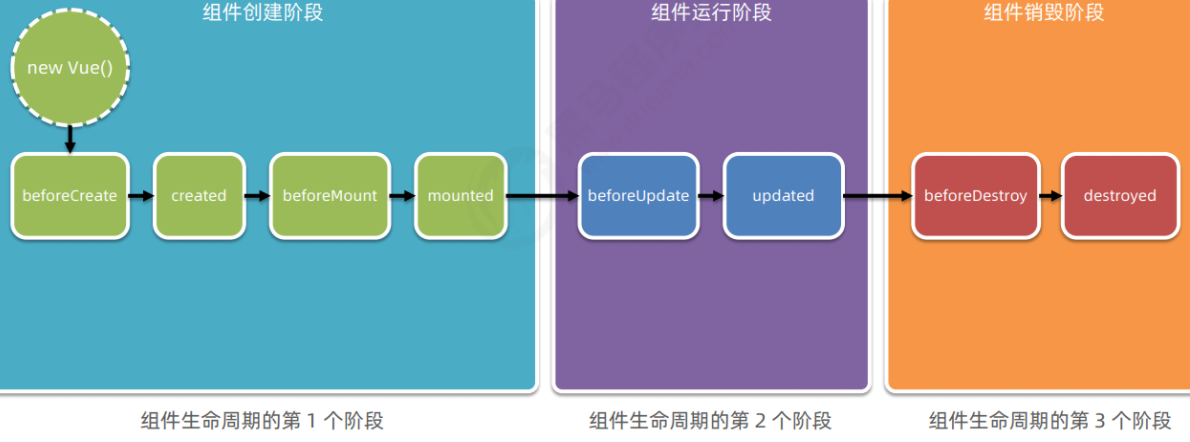 组件创建阶段
组件运行阶段
组件销毁阶段
new Vue()
beforeCreate
created
beforeMount
mounted
beforeUpdate
updated
beforeDestroy
destroyed
组件生命周期的第 1 个阶段
组件生命周期的第 2 个阶段
组件生命周期的第 3 个阶段